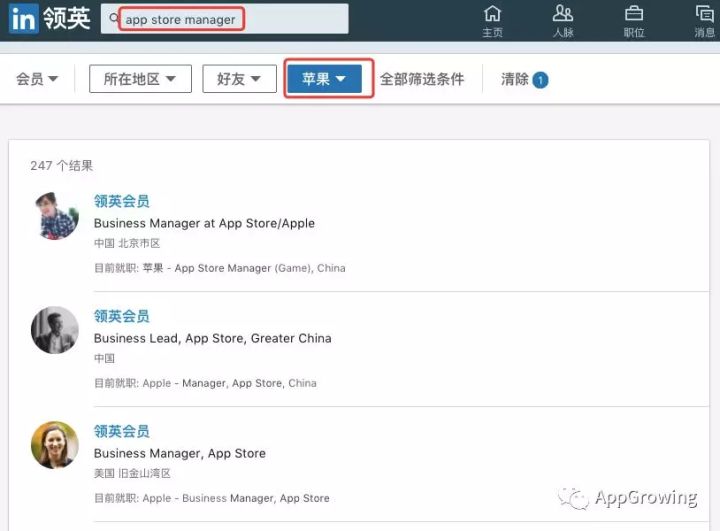 in 领英 app store manager 主页 人脉 职位 消息
会员 所在地区 好友 苹果 全部筛选条件 清除 1
247 个结果
领英会员
Business Manager at App Store/Apple
中国 北京市区
目前就职: 苹果 - App Store Manager (Game), China
领英会员
Business Lead, App Store, Greater China
中国
目前就职: Apple - Manager, App Store, China
领英会员
Business Manager, App Store
美国 旧金山湾区
目前就职: Apple - Business Manager, App Store
AppGrowing